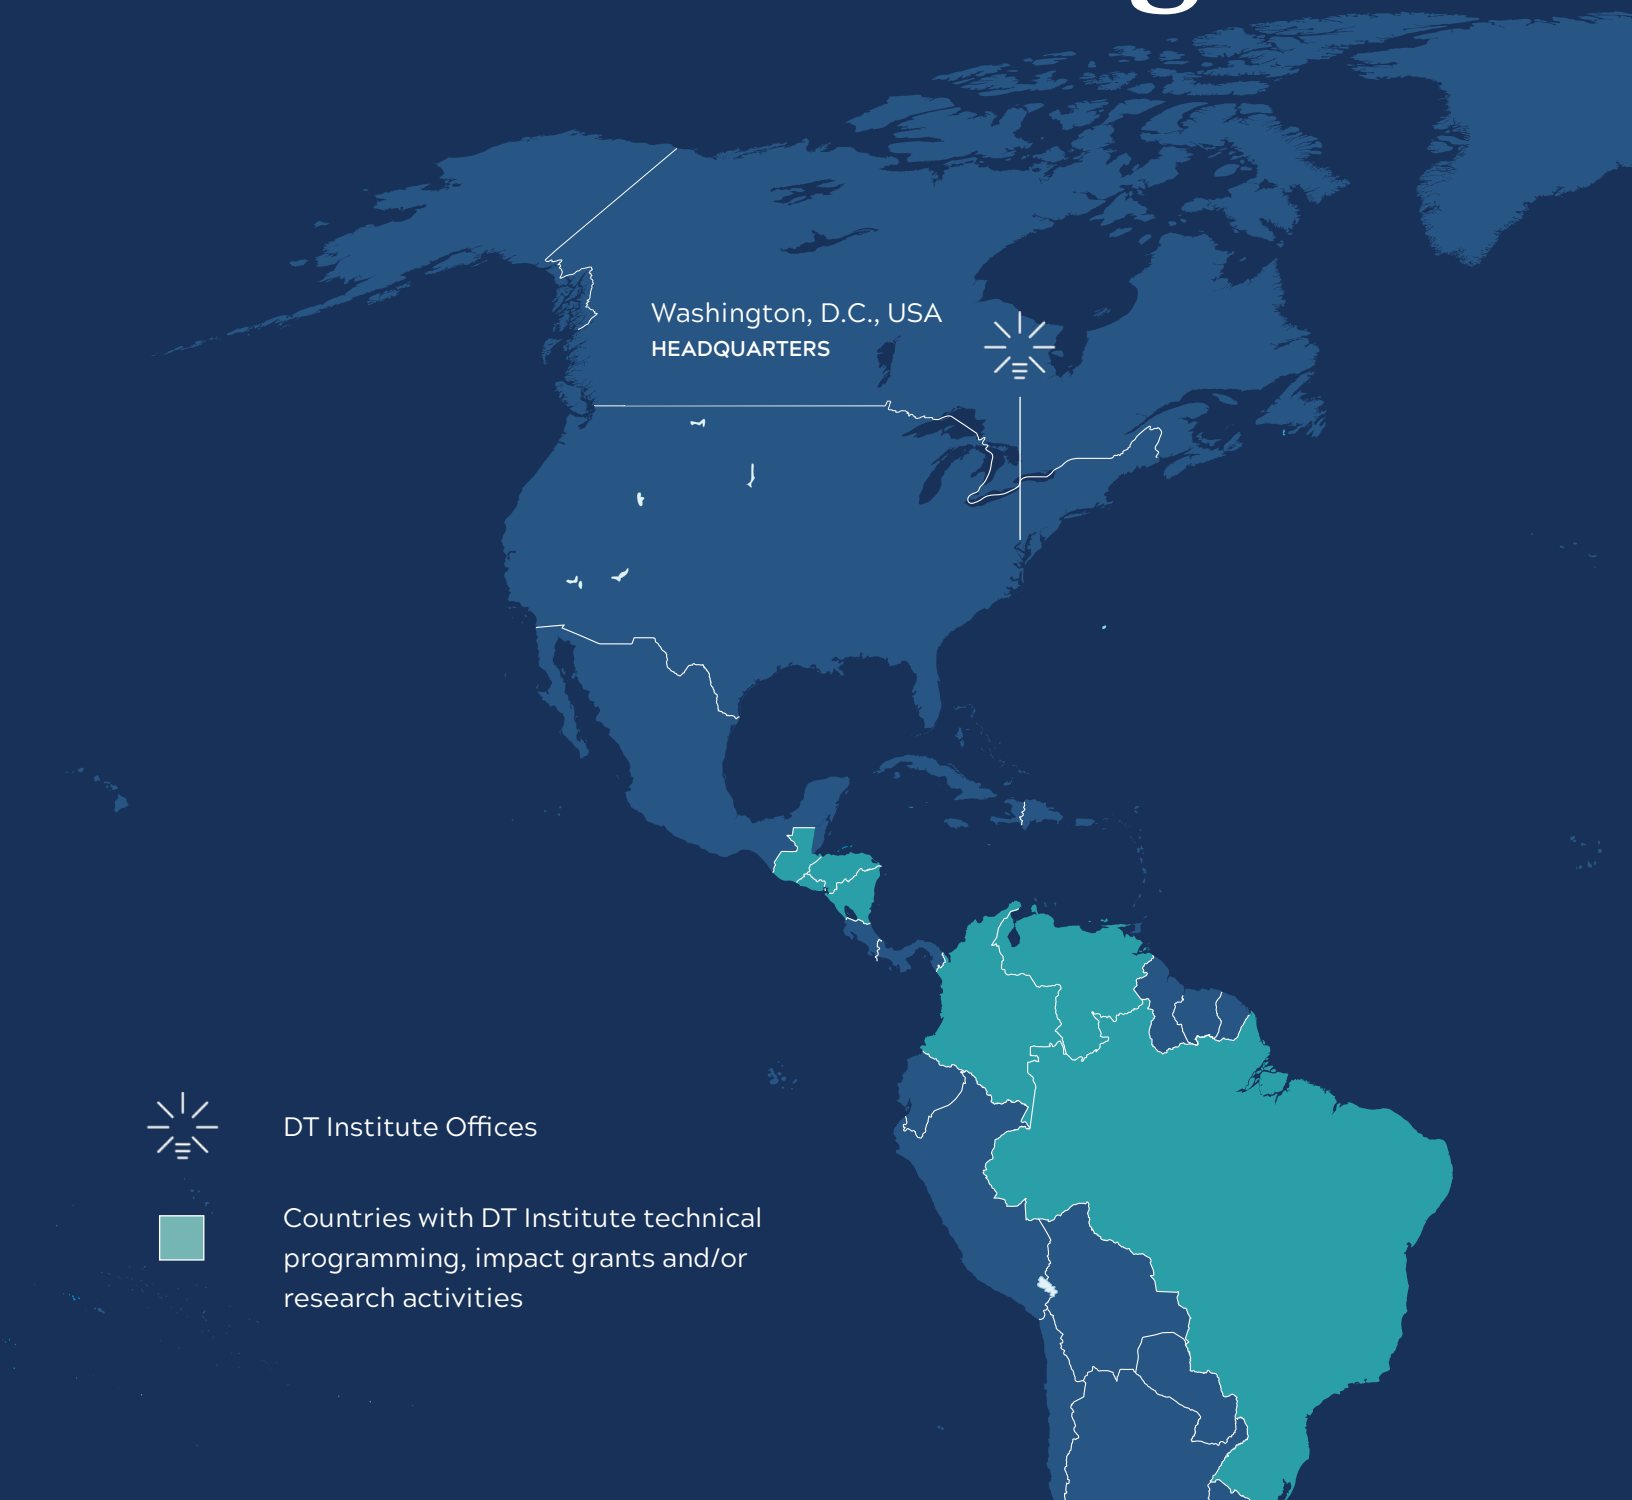 Washington, D.C., USA
HEADQUARTERS
DT Institute Offices
Countries with DT Institute technical
programming, impact grants and/or
research activities